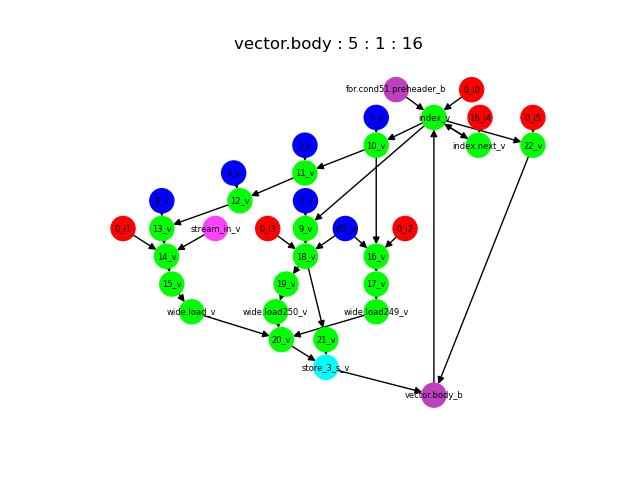 vector.body : 5 : 1 : 16
for.cond51.preheader_b
0_i0
index_v
16_i4
0_i5
5_v
10_v
index.next_v
22_v
2_v
11_v
4_v
12_v
8_v
7_v
0_i1
13_v
stream_in_v
0_i3
9_v
0_i2
14_v
18_v
16_v
15_v
19_v
17_v
wide.load_v
wide.load250_v
wide.load249_v
20_v
21_v
store_3_s_v
vector.body_b